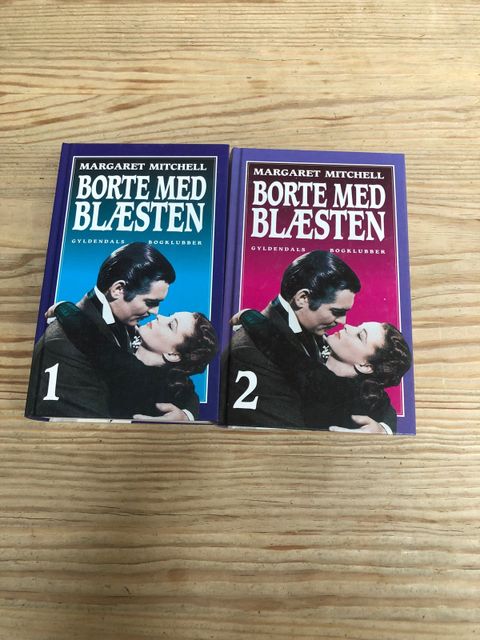 MARGARET MITCHELL
BORTE MED
BLÆSTEN
GYLDENDALS BOGKLUBBER
1
MARGARET MITCHELL
BORTE MED
BLÆSTEN
GYLDENDALS BOGKLUBBER
2